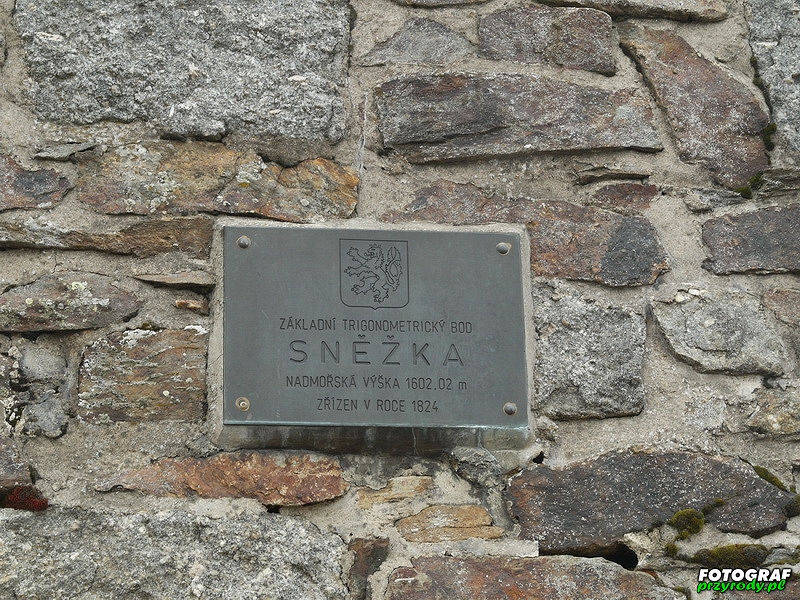 ZÁKLADNÍ TRIGONOMETRICKÝ BOD
SNĚŽKA
NADMOŘSKÁ VÝŠKA 1602,02 m
ZŘÍZEN V ROCE 1824
FOTOGRAF
przyrody.pl